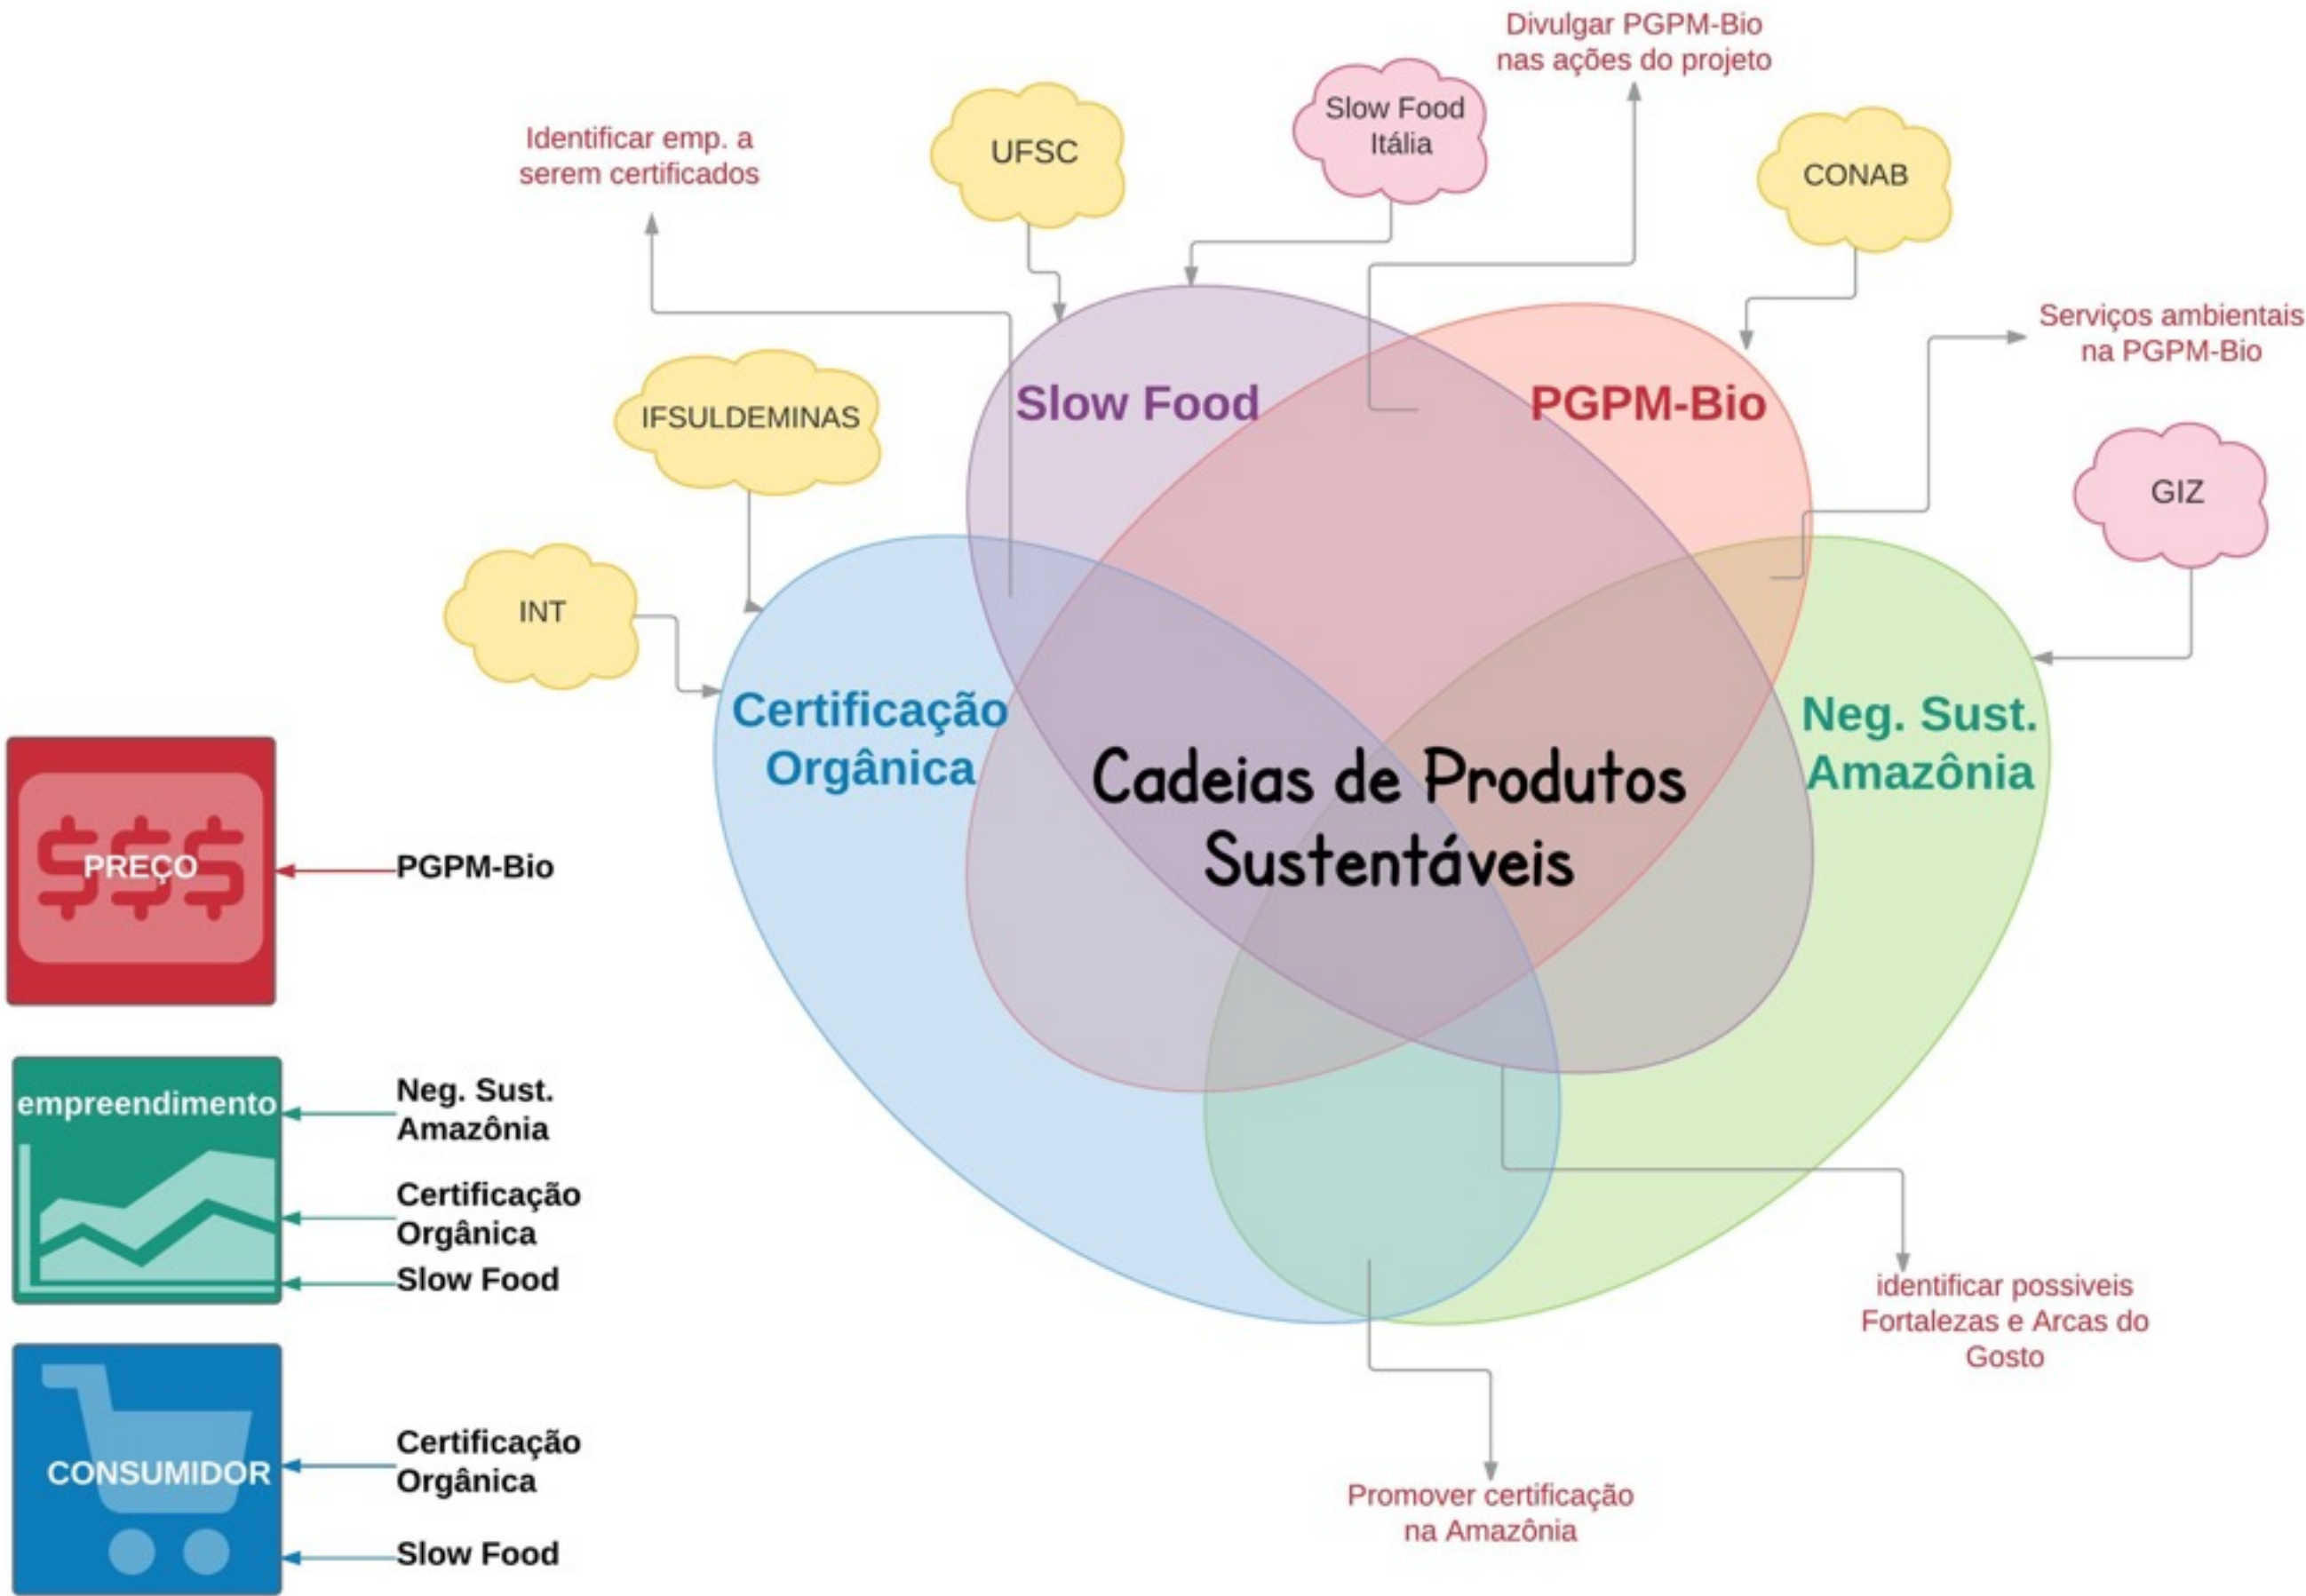 Divulgar PGPM-Bio
nas ações do projeto
Slow Food
Itália
UFSC
CONAB
Identificar emp. a
serem certificados
Serviços ambientais
na PGPM-Bio
IFSULDEMINAS
GIZ
INT
Slow Food
PGPM-Bio
Certificação
Orgânica
Neg. Sust.
Amazônia
Cadeias de Produtos
Sustentáveis
$$$
PREÇO
PGPM-Bio
empreendimento
Neg. Sust.
Amazônia
Certificação
Orgânica
Slow Food
CONSUMIDOR
Certificação
Orgânica
Slow Food
identificar possiveis
Fortalezas e Arcas do
Gosto
Promover certificação
na Amazônia